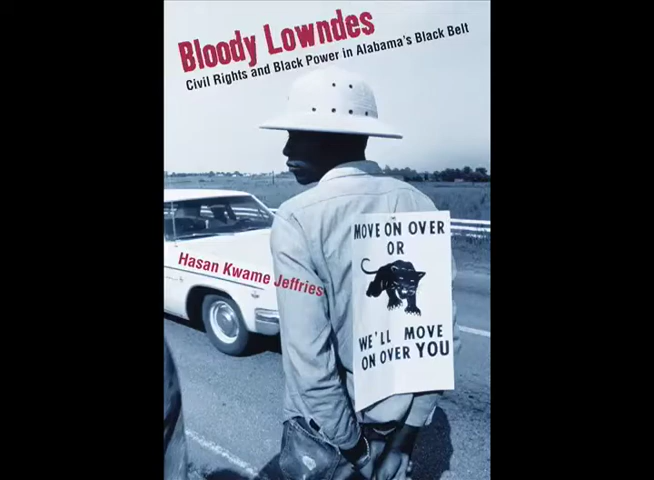 Bloody Lowndes
Civil Rights and Black Power in Alabama's Black Belt
MOVE ON OVER
OR
WE'LL MOVE
ON OVER YOU
Hasan Kwame Jeffries